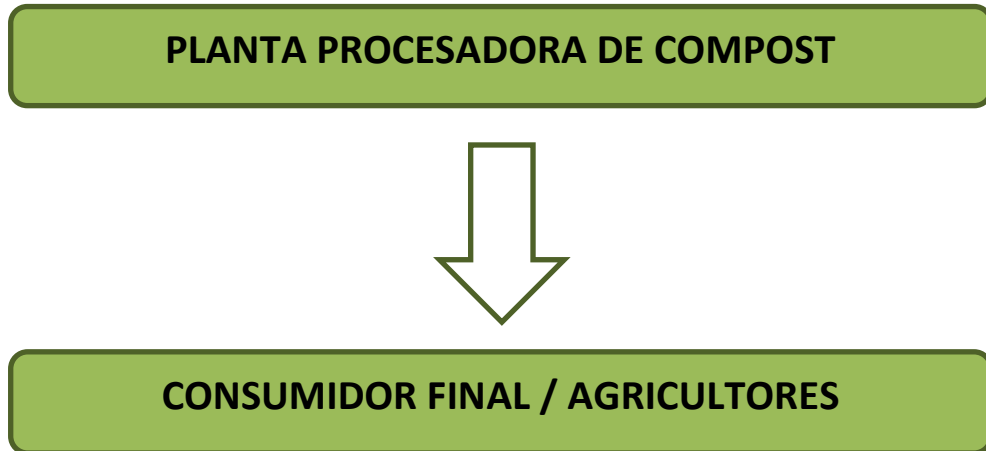 PLANTA PROCESADORA DE COMPOST
CONSUMIDOR FINAL / AGRICULTORES